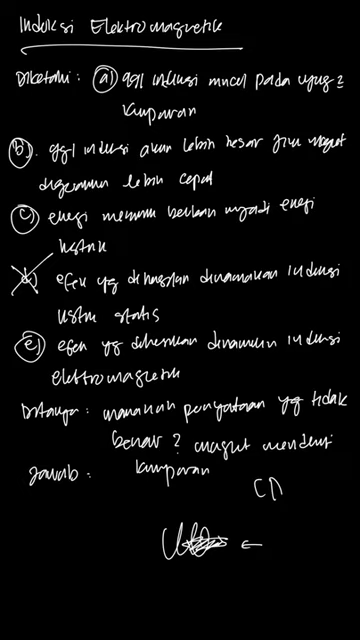 Induksi Elektromagnetik
Diketahui : (a) ggl induksi muncul pada ujung2
kumparan
(b). ggl induksi akan lebih besar jika magnet
digerakkan lebih cepat
(c) energi berubah menjadi energi
listrik
d) efek yg dihasilkan dinamakan induksi
listrik statis
(e) efek yg dihasilkan dinamakan induksi
elektromagnetik
Ditanya : manakah pernyataan yg tidak
benar ? magnet mendekati
Jawab : kumparan